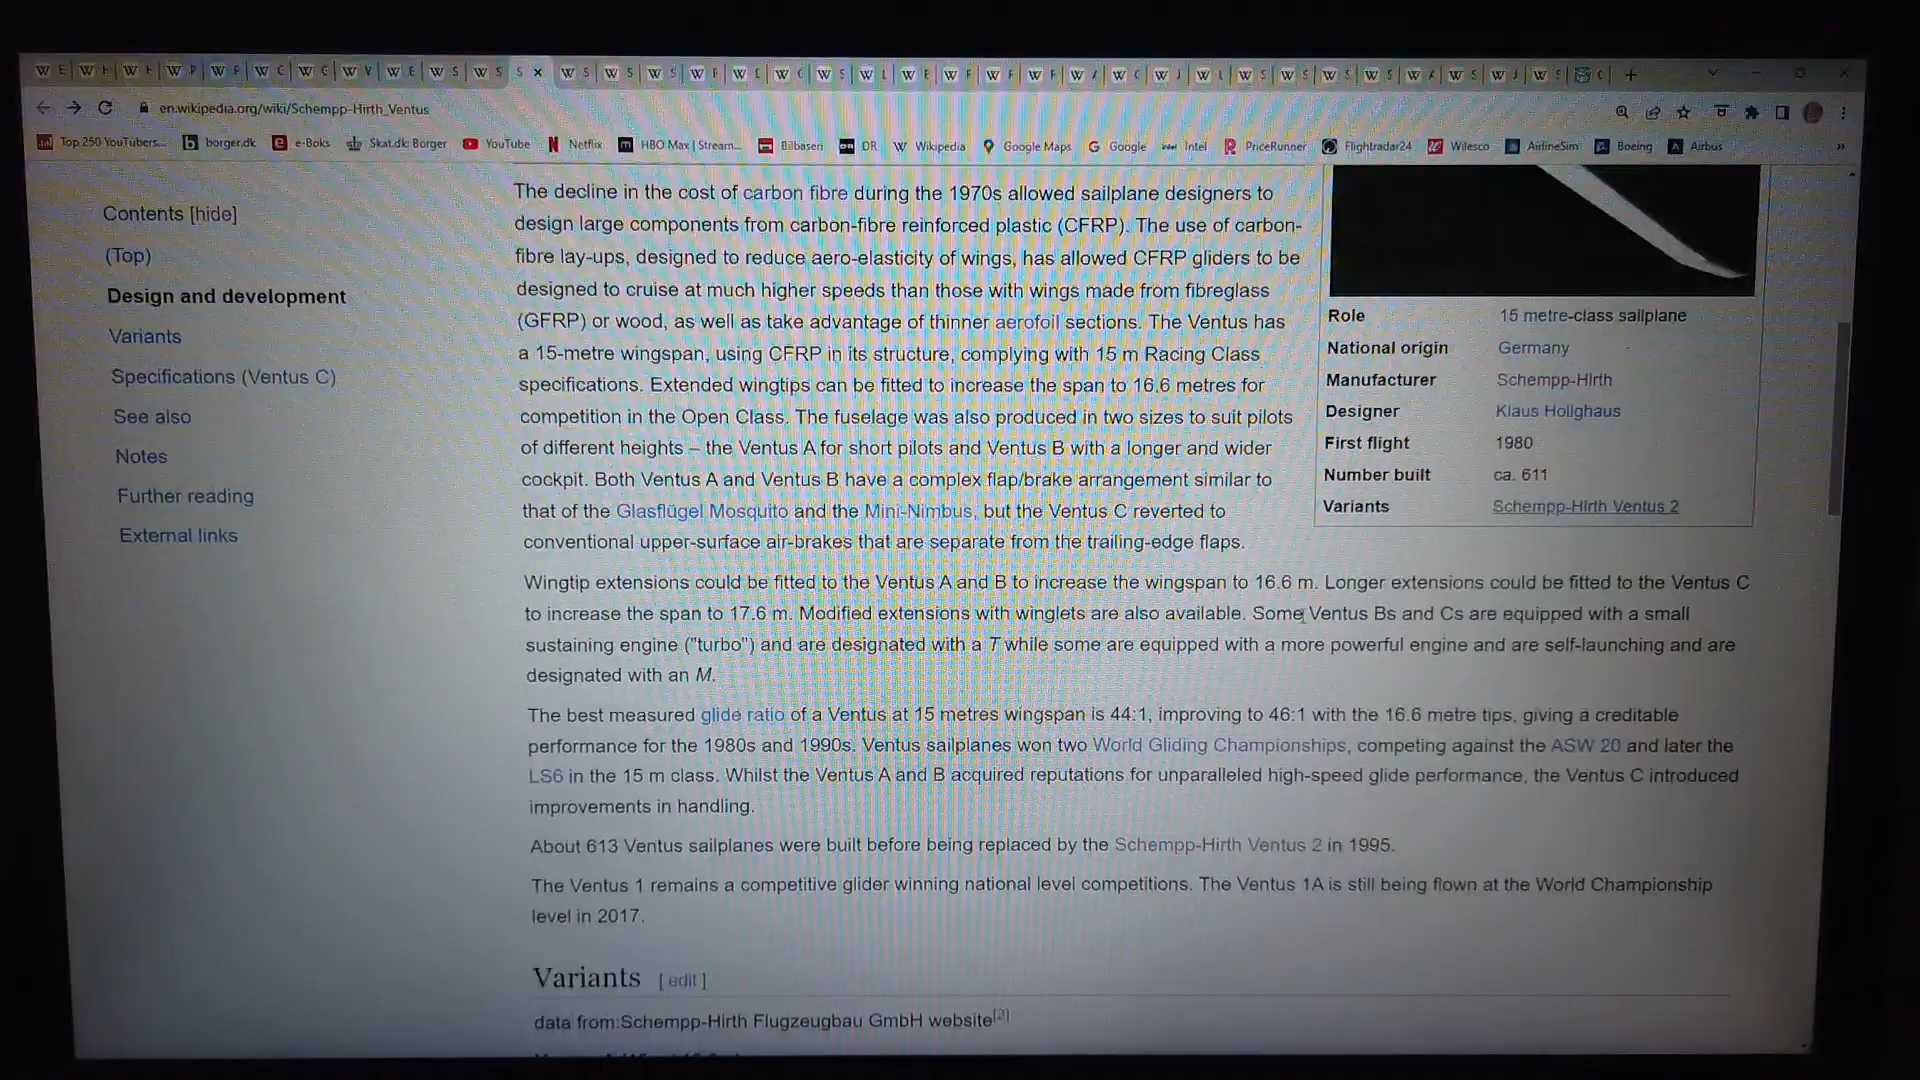 en.wikipedia.org/wiki/Schempp-Hirth_Ventus
Top 250 YouTubers... borger.dk e-Boks Skat.dk: Borger YouTube Netflix HBO Max | Stream... Bilbasen DR Wikipedia Google Maps Google Intel PriceRunner Flightradar24 Wilesco AirlineSim Boeing Airbus »
Contents [hide]
(Top)
Design and development
Variants
Specifications (Ventus C)
See also
Notes
Further reading
External links
The decline in the cost of carbon fibre during the 1970s allowed sailplane designers to
design large components from carbon-fibre reinforced plastic (CFRP). The use of carbon-
fibre lay-ups, designed to reduce aero-elasticity of wings, has allowed CFRP gliders to be
designed to cruise at much higher speeds than those with wings made from fibreglass
(GFRP) or wood, as well as take advantage of thinner aerofoil sections. The Ventus has
a 15-metre wingspan, using CFRP in its structure, complying with 15 m Racing Class
specifications. Extended wingtips can be fitted to increase the span to 16.6 metres for
competition in the Open Class. The fuselage was also produced in two sizes to suit pilots
of different heights – the Ventus A for short pilots and Ventus B with a longer and wider
cockpit. Both Ventus A and Ventus B have a complex flap/brake arrangement similar to
that of the Glasflügel Mosquito and the Mini-Nimbus, but the Ventus C reverted to
conventional upper-surface air-brakes that are separate from the trailing-edge flaps.
Role 15 metre-class sailplane
National origin Germany
Manufacturer Schempp-Hirth
Designer Klaus Holighaus
First flight 1980
Number built ca. 611
Variants Schempp-Hirth Ventus 2
Wingtip extensions could be fitted to the Ventus A and B to increase the wingspan to 16.6 m. Longer extensions could be fitted to the Ventus C
to increase the span to 17.6 m. Modified extensions with winglets are also available. Some Ventus Bs and Cs are equipped with a small
sustaining engine ("turbo") and are designated with a T while some are equipped with a more powerful engine and are self-launching and are
designated with an M.
The best measured glide ratio of a Ventus at 15 metres wingspan is 44:1, improving to 46:1 with the 16.6 metre tips, giving a creditable
performance for the 1980s and 1990s. Ventus sailplanes won two World Gliding Championships, competing against the ASW 20 and later the
LS6 in the 15 m class. Whilst the Ventus A and B acquired reputations for unparalleled high-speed glide performance, the Ventus C introduced
improvements in handling.
About 613 Ventus sailplanes were built before being replaced by the Schempp-Hirth Ventus 2 in 1995.
The Ventus 1 remains a competitive glider winning national level competitions. The Ventus 1A is still being flown at the World Championship
level in 2017.
Variants [ edit ]
data from:Schempp-Hirth Flugzeugbau GmbH website[2]